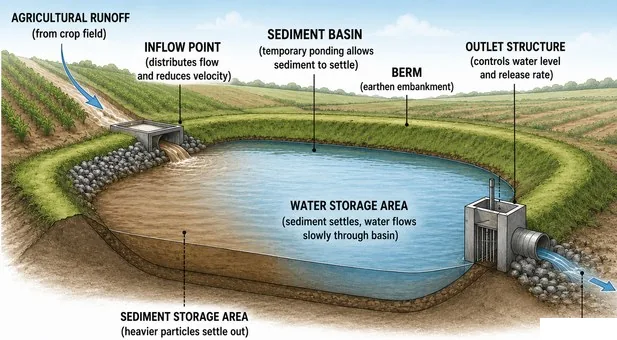 AGRICULTURAL RUNOFF
(from crop field)
INFLOW POINT
(distributes flow
and reduces velocity)
SEDIMENT BASIN
(temporary ponding allows
sediment to settle)
BERM
(earthen embankment)
OUTLET STRUCTURE
(controls water level
and release rate)
WATER STORAGE AREA
(sediment settles, water flows
slowly through basin)
SEDIMENT STORAGE AREA
(heavier particles settle out)